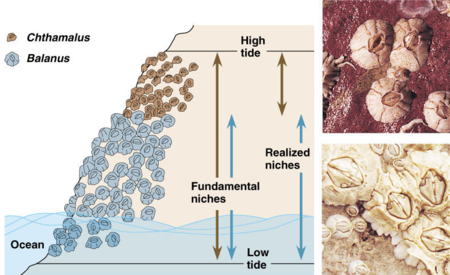 Chthamalus
Balanus
High
tide
Realized
niches
Fundamental
niches
Ocean
Low
tide